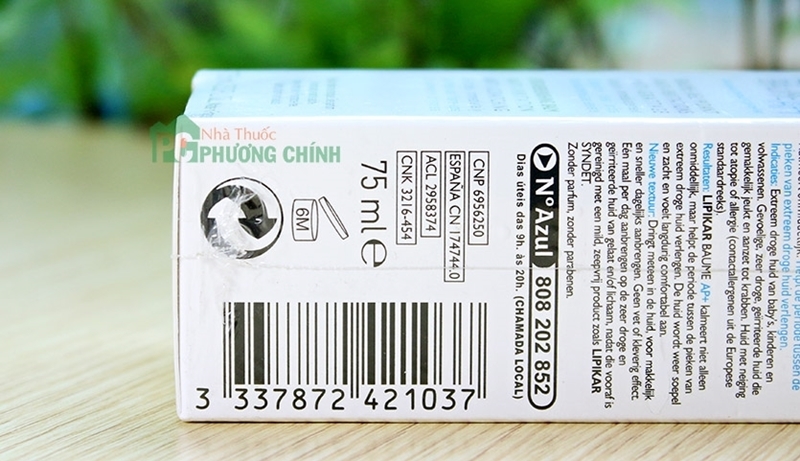 Nhà Thuốc
PHƯƠNG CHÍNH
pieken van extreem droge huid verlengen.
Indicaties: Extreem droge huid van baby's, kinderen en
volwassenen. Gevoelige, zeer droge, geïrriteerde huid die
gemakkelijk jeukt en aanzet tot krabben. Huid met neiging
tot atopie of allergie (contactallergenen uit de Europese
standaardreeks).
Resultaten: LIPIKAR BAUME AP+ kalmeert niet alleen
onmiddellijk, maar helpt de periode tussen de pieken van
extreem droge huid verlengen. De huid wordt weer soepel
en zacht en voelt langdurig comfortabel aan.
Nieuwe textuur: Dringt meteen in de huid, voor makkelijk
en sneller dagelijks aanbrengen. Geen vet of kleverig effect.
Eén maal per dag aanbrengen op de zeer droge en
geïrriteerde huid van gelaat en/of lichaam, nadat die vooraf is
gereinigd met een mild, zeepvrij product zoals LIPIKAR
SYNDET.
Zonder parfum, zonder parabenen.
N° Azul 808 202 852
Dias úteis das 9h. às 20h. (CHAMADA LOCAL)
CNP 6956250
ESPAÑA CN 174744.0
ACL 2958374
CNK 3216-454
75 ml e
6M
3 337872 421037